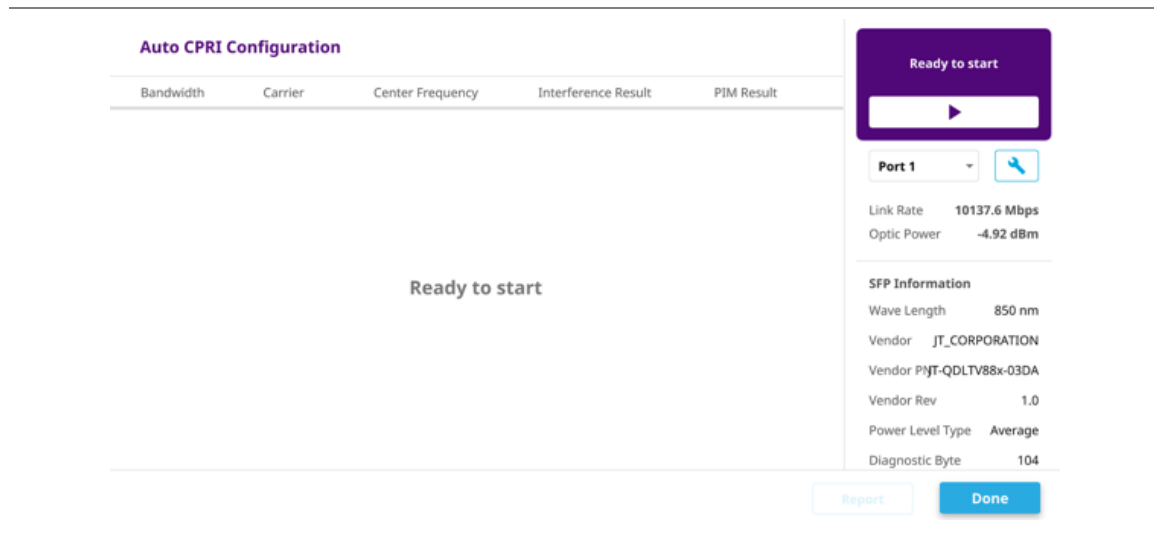 Auto CPRI Configuration
Bandwidth Carrier Center Frequency Interference Result PIM Result
Ready to start
Ready to start
Port 1
Link Rate 10137.6 Mbps
Optic Power -4.92 dBm
SFP Information
Wave Length 850 nm
Vendor JT_CORPORATION
Vendor PN JT-QDLTV88x-03DA
Vendor Rev 1.0
Power Level Type Average
Diagnostic Byte 104
Report Done